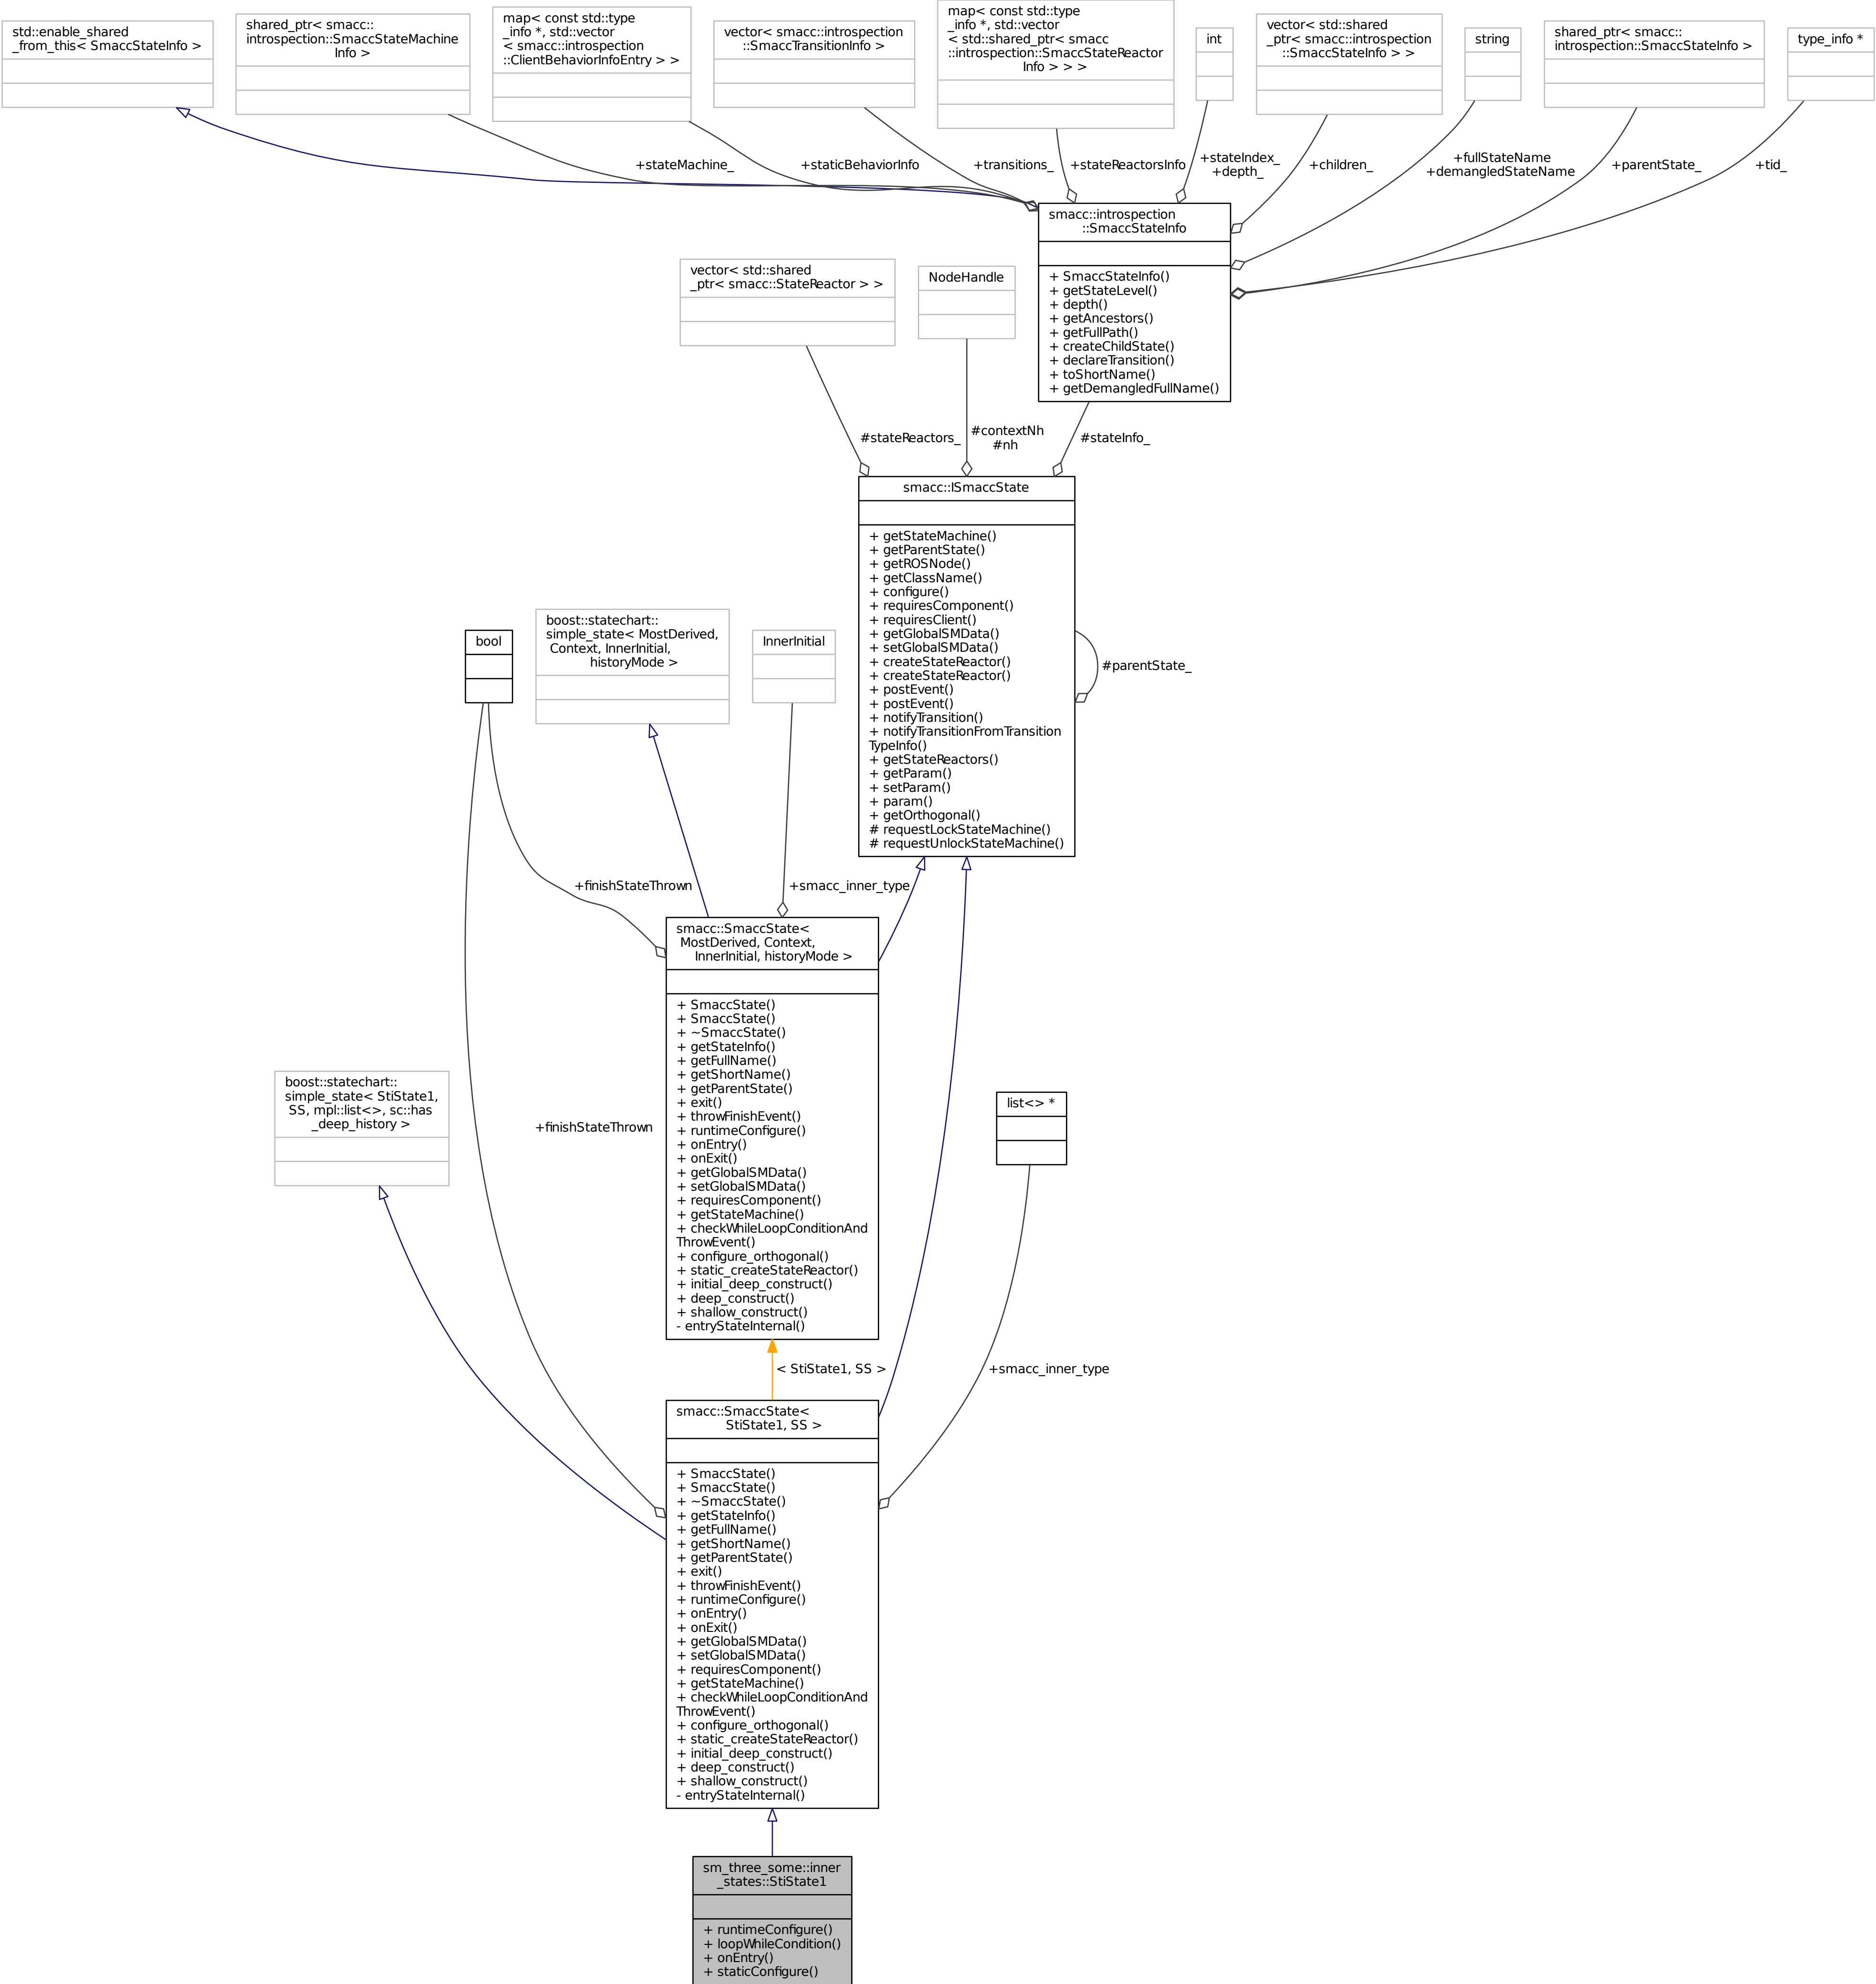 std::enable_shared
_from_this< SmaccStateInfo >
shared_ptr< smacc::
introspection::SmaccStateMachine
Info >
map< const std::type
_info *, std::vector
< smacc::introspection
::ClientBehaviorInfoEntry > >
vector< smacc::introspection
::SmaccTransitionInfo >
map< const std::type
_info *, std::vector
< std::shared_ptr< smacc
::introspection::SmaccStateReactor
Info > > >
int
vector< std::shared
_ptr< smacc::introspection
::SmaccStateInfo > >
string
shared_ptr< smacc::
introspection::SmaccStateInfo >
type_info *
+stateMachine_
+staticBehaviorInfo
+transitions_
+stateReactorsInfo
+stateIndex_
+depth_
+children_
+fullStateName
+demangledStateName
+parentState_
+tid_
smacc::introspection
::SmaccStateInfo
+ SmaccStateInfo()
+ getStateLevel()
+ depth()
+ getAncestors()
+ getFullPath()
+ createChildState()
+ declareTransition()
+ toShortName()
+ getDemangledFullName()
vector< std::shared
_ptr< smacc::StateReactor > >
NodeHandle
#stateReactors_
#contextNh
#nh
#stateInfo_
smacc::ISmaccState
+ getStateMachine()
+ getParentState()
+ getROSNode()
+ getClassName()
+ configure()
+ requiresComponent()
+ requiresClient()
+ getGlobalSMData()
+ setGlobalSMData()
+ createStateReactor()
+ createStateReactor()
+ postEvent()
+ postEvent()
+ notifyTransition()
+ notifyTransitionFromTransition
TypeInfo()
+ getStateReactors()
+ getParam()
+ setParam()
+ param()
+ getOrthogonal()
# requestLockStateMachine()
# requestUnlockStateMachine()
#parentState_
bool
boost::statechart::
simple_state< MostDerived,
Context, InnerInitial,
historyMode >
InnerInitial
+finishStateThrown
+smacc_inner_type
smacc::SmaccState<
MostDerived, Context,
InnerInitial, historyMode >
+ SmaccState()
+ SmaccState()
+ ~SmaccState()
+ getStateInfo()
+ getFullName()
+ getShortName()
+ getParentState()
+ exit()
+ throwFinishEvent()
+ runtimeConfigure()
+ onEntry()
+ onExit()
+ getGlobalSMData()
+ setGlobalSMData()
+ requiresComponent()
+ getStateMachine()
+ checkWhileLoopConditionAnd
ThrowEvent()
+ configure_orthogonal()
+ static_createStateReactor()
+ initial_deep_construct()
+ deep_construct()
+ shallow_construct()
- entryStateInternal()
boost::statechart::
simple_state< StiState1,
SS, mpl::list<>, sc::has
_deep_history >
+finishStateThrown
list<> *
< StiState1, SS >
+smacc_inner_type
smacc::SmaccState<
StiState1, SS >
+ SmaccState()
+ SmaccState()
+ ~SmaccState()
+ getStateInfo()
+ getFullName()
+ getShortName()
+ getParentState()
+ exit()
+ throwFinishEvent()
+ runtimeConfigure()
+ onEntry()
+ onExit()
+ getGlobalSMData()
+ setGlobalSMData()
+ requiresComponent()
+ getStateMachine()
+ checkWhileLoopConditionAnd
ThrowEvent()
+ configure_orthogonal()
+ static_createStateReactor()
+ initial_deep_construct()
+ deep_construct()
+ shallow_construct()
- entryStateInternal()
sm_three_some::inner
_states::StiState1
+ runtimeConfigure()
+ loopWhileCondition()
+ onEntry()
+ staticConfigure()